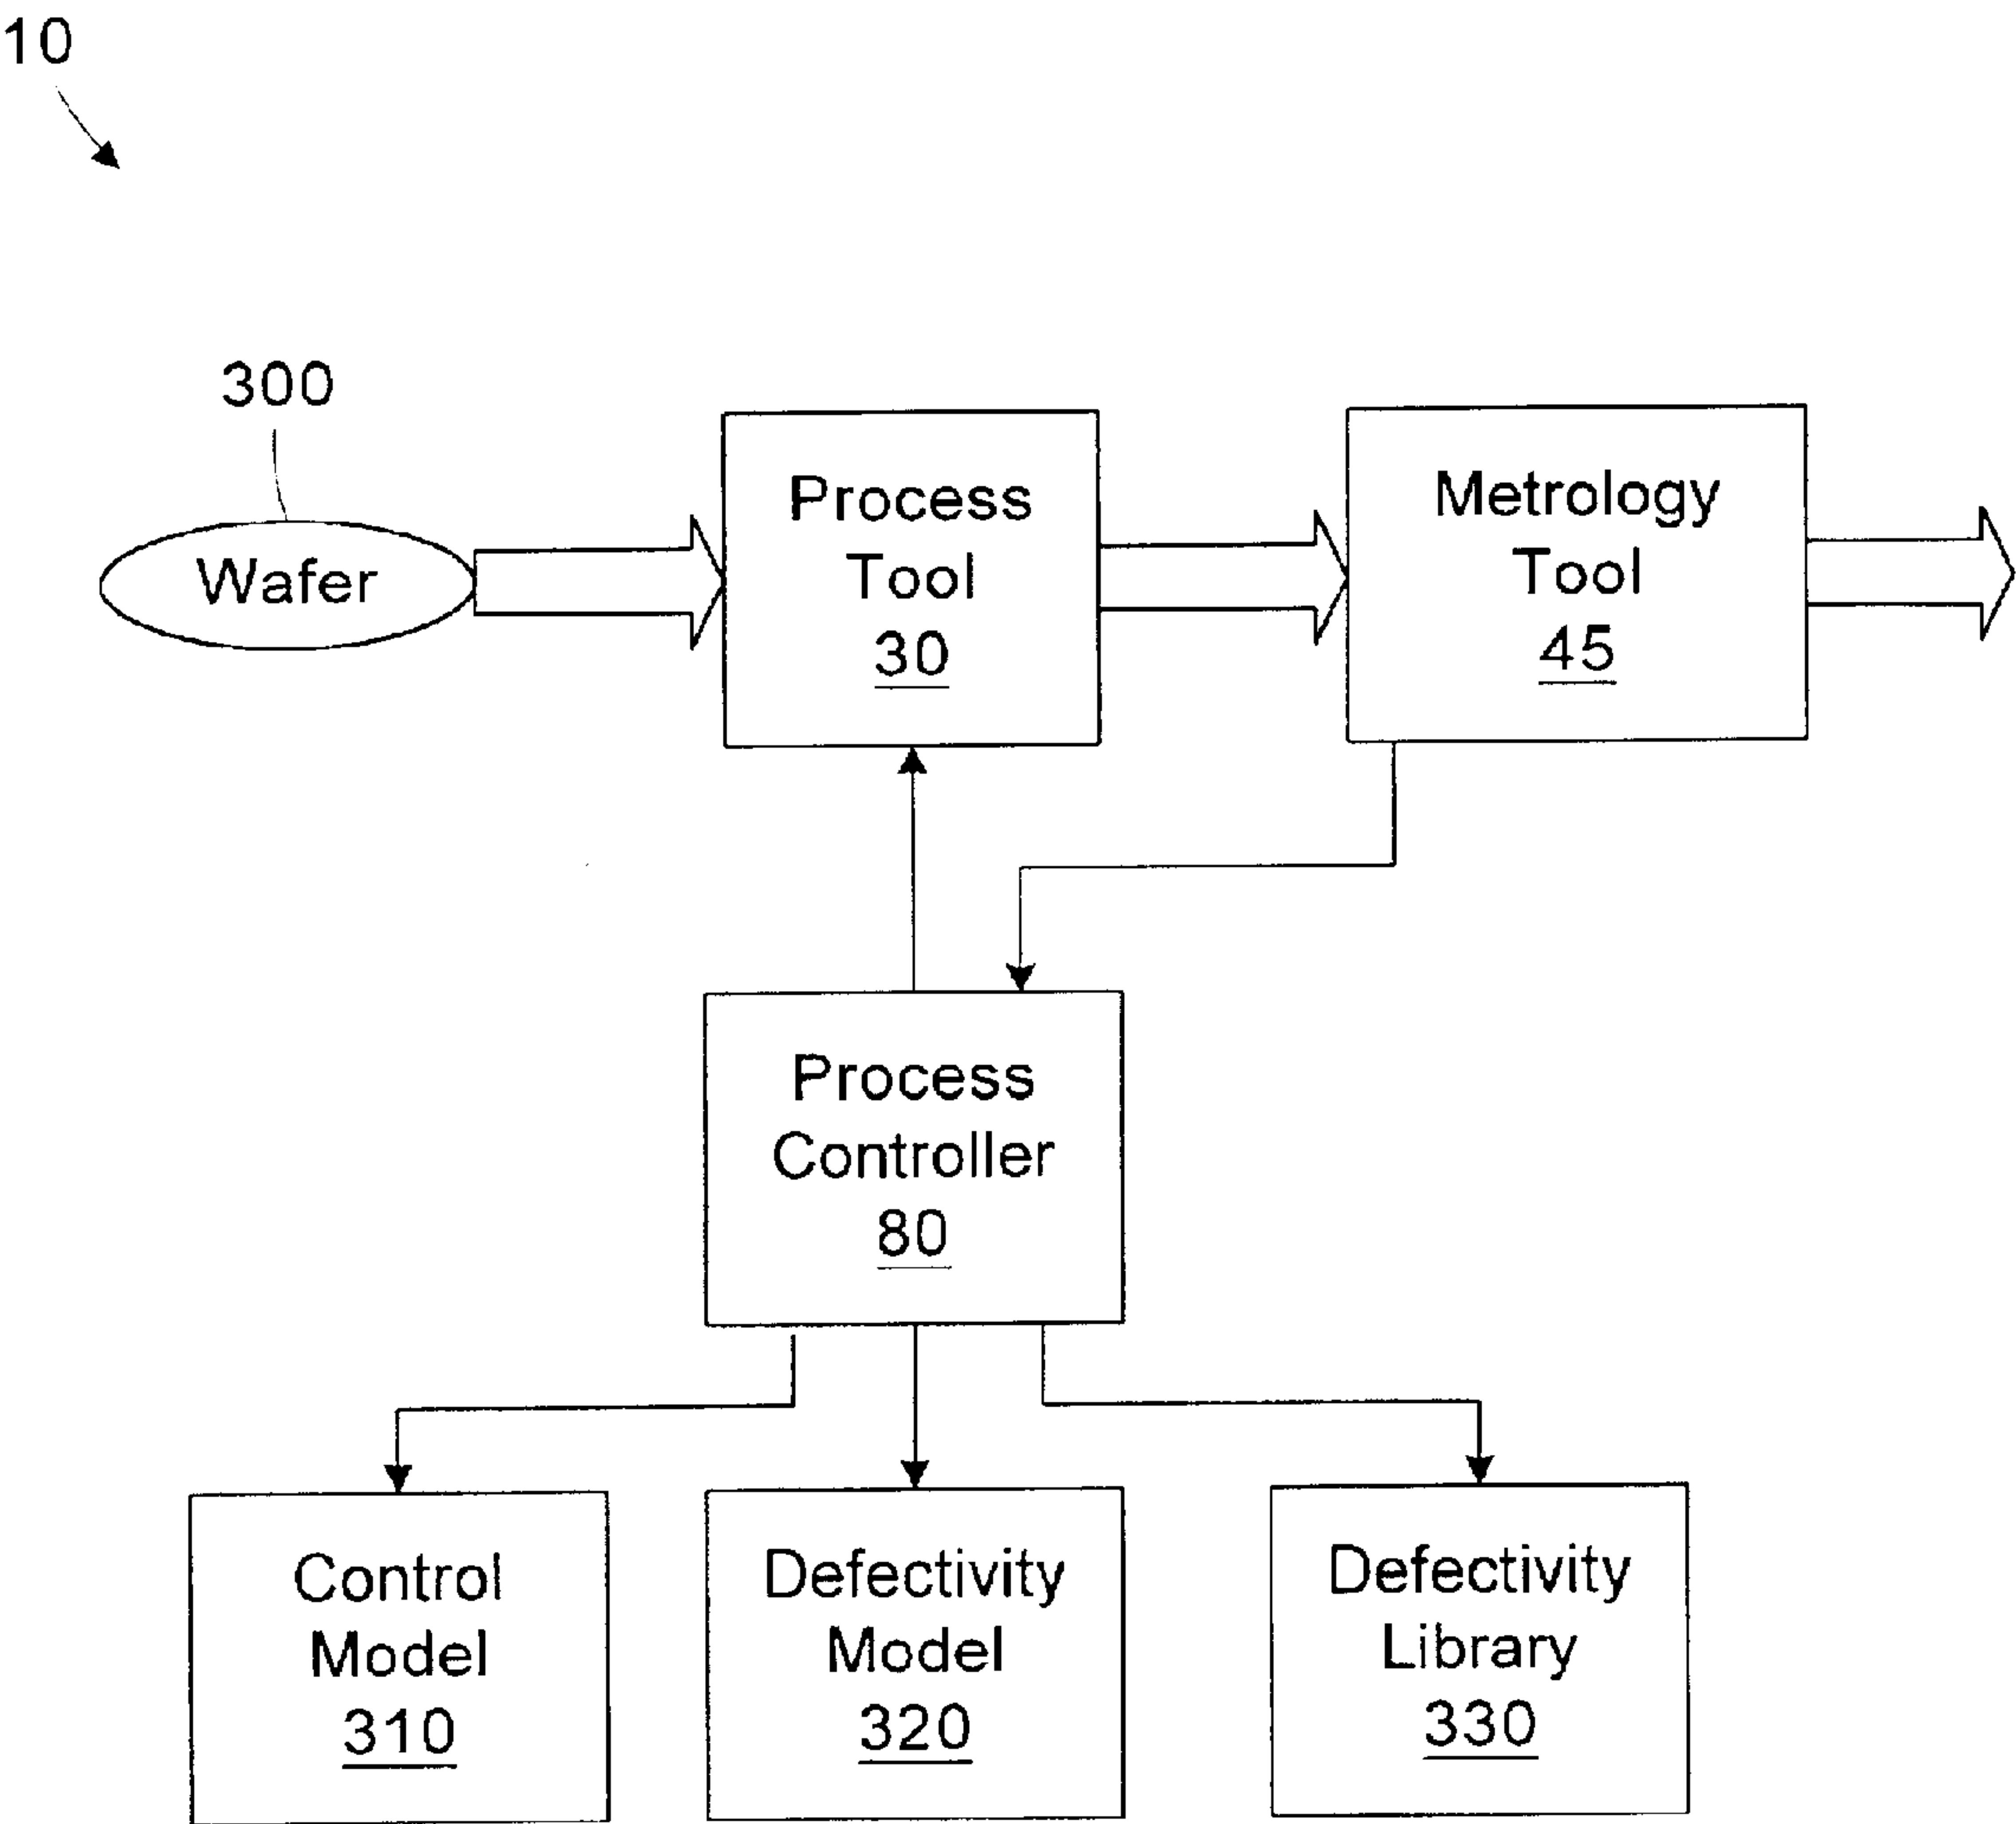 10
300
Wafer
Process
Tool
30
Metrology
Tool
45
Process
Controller
80
Control
Model
310
Defectivity
Model
320
Defectivity
Library
330